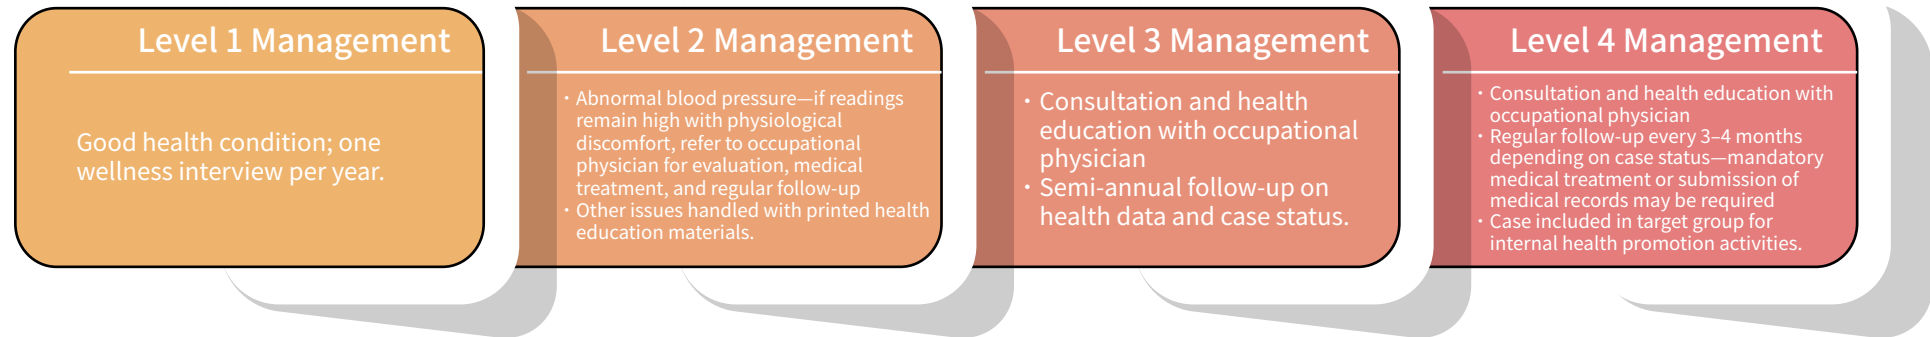 Level 1 Management
Good health condition; one
wellness interview per year.
Level 2 Management
・Abnormal blood pressure—if readings
remain high with physiological
discomfort, refer to occupational
physician for evaluation, medical
treatment, and regular follow-up
・Other issues handled with printed health
education materials.
Level 3 Management
・Consultation and health
education with occupational
physician
・Semi-annual follow-up on
health data and case status.
Level 4 Management
・Consultation and health education with
occupational physician
・Regular follow-up every 3–4 months
depending on case status—mandatory
medical treatment or submission of
medical records may be required
・Case included in target group for
internal health promotion activities.